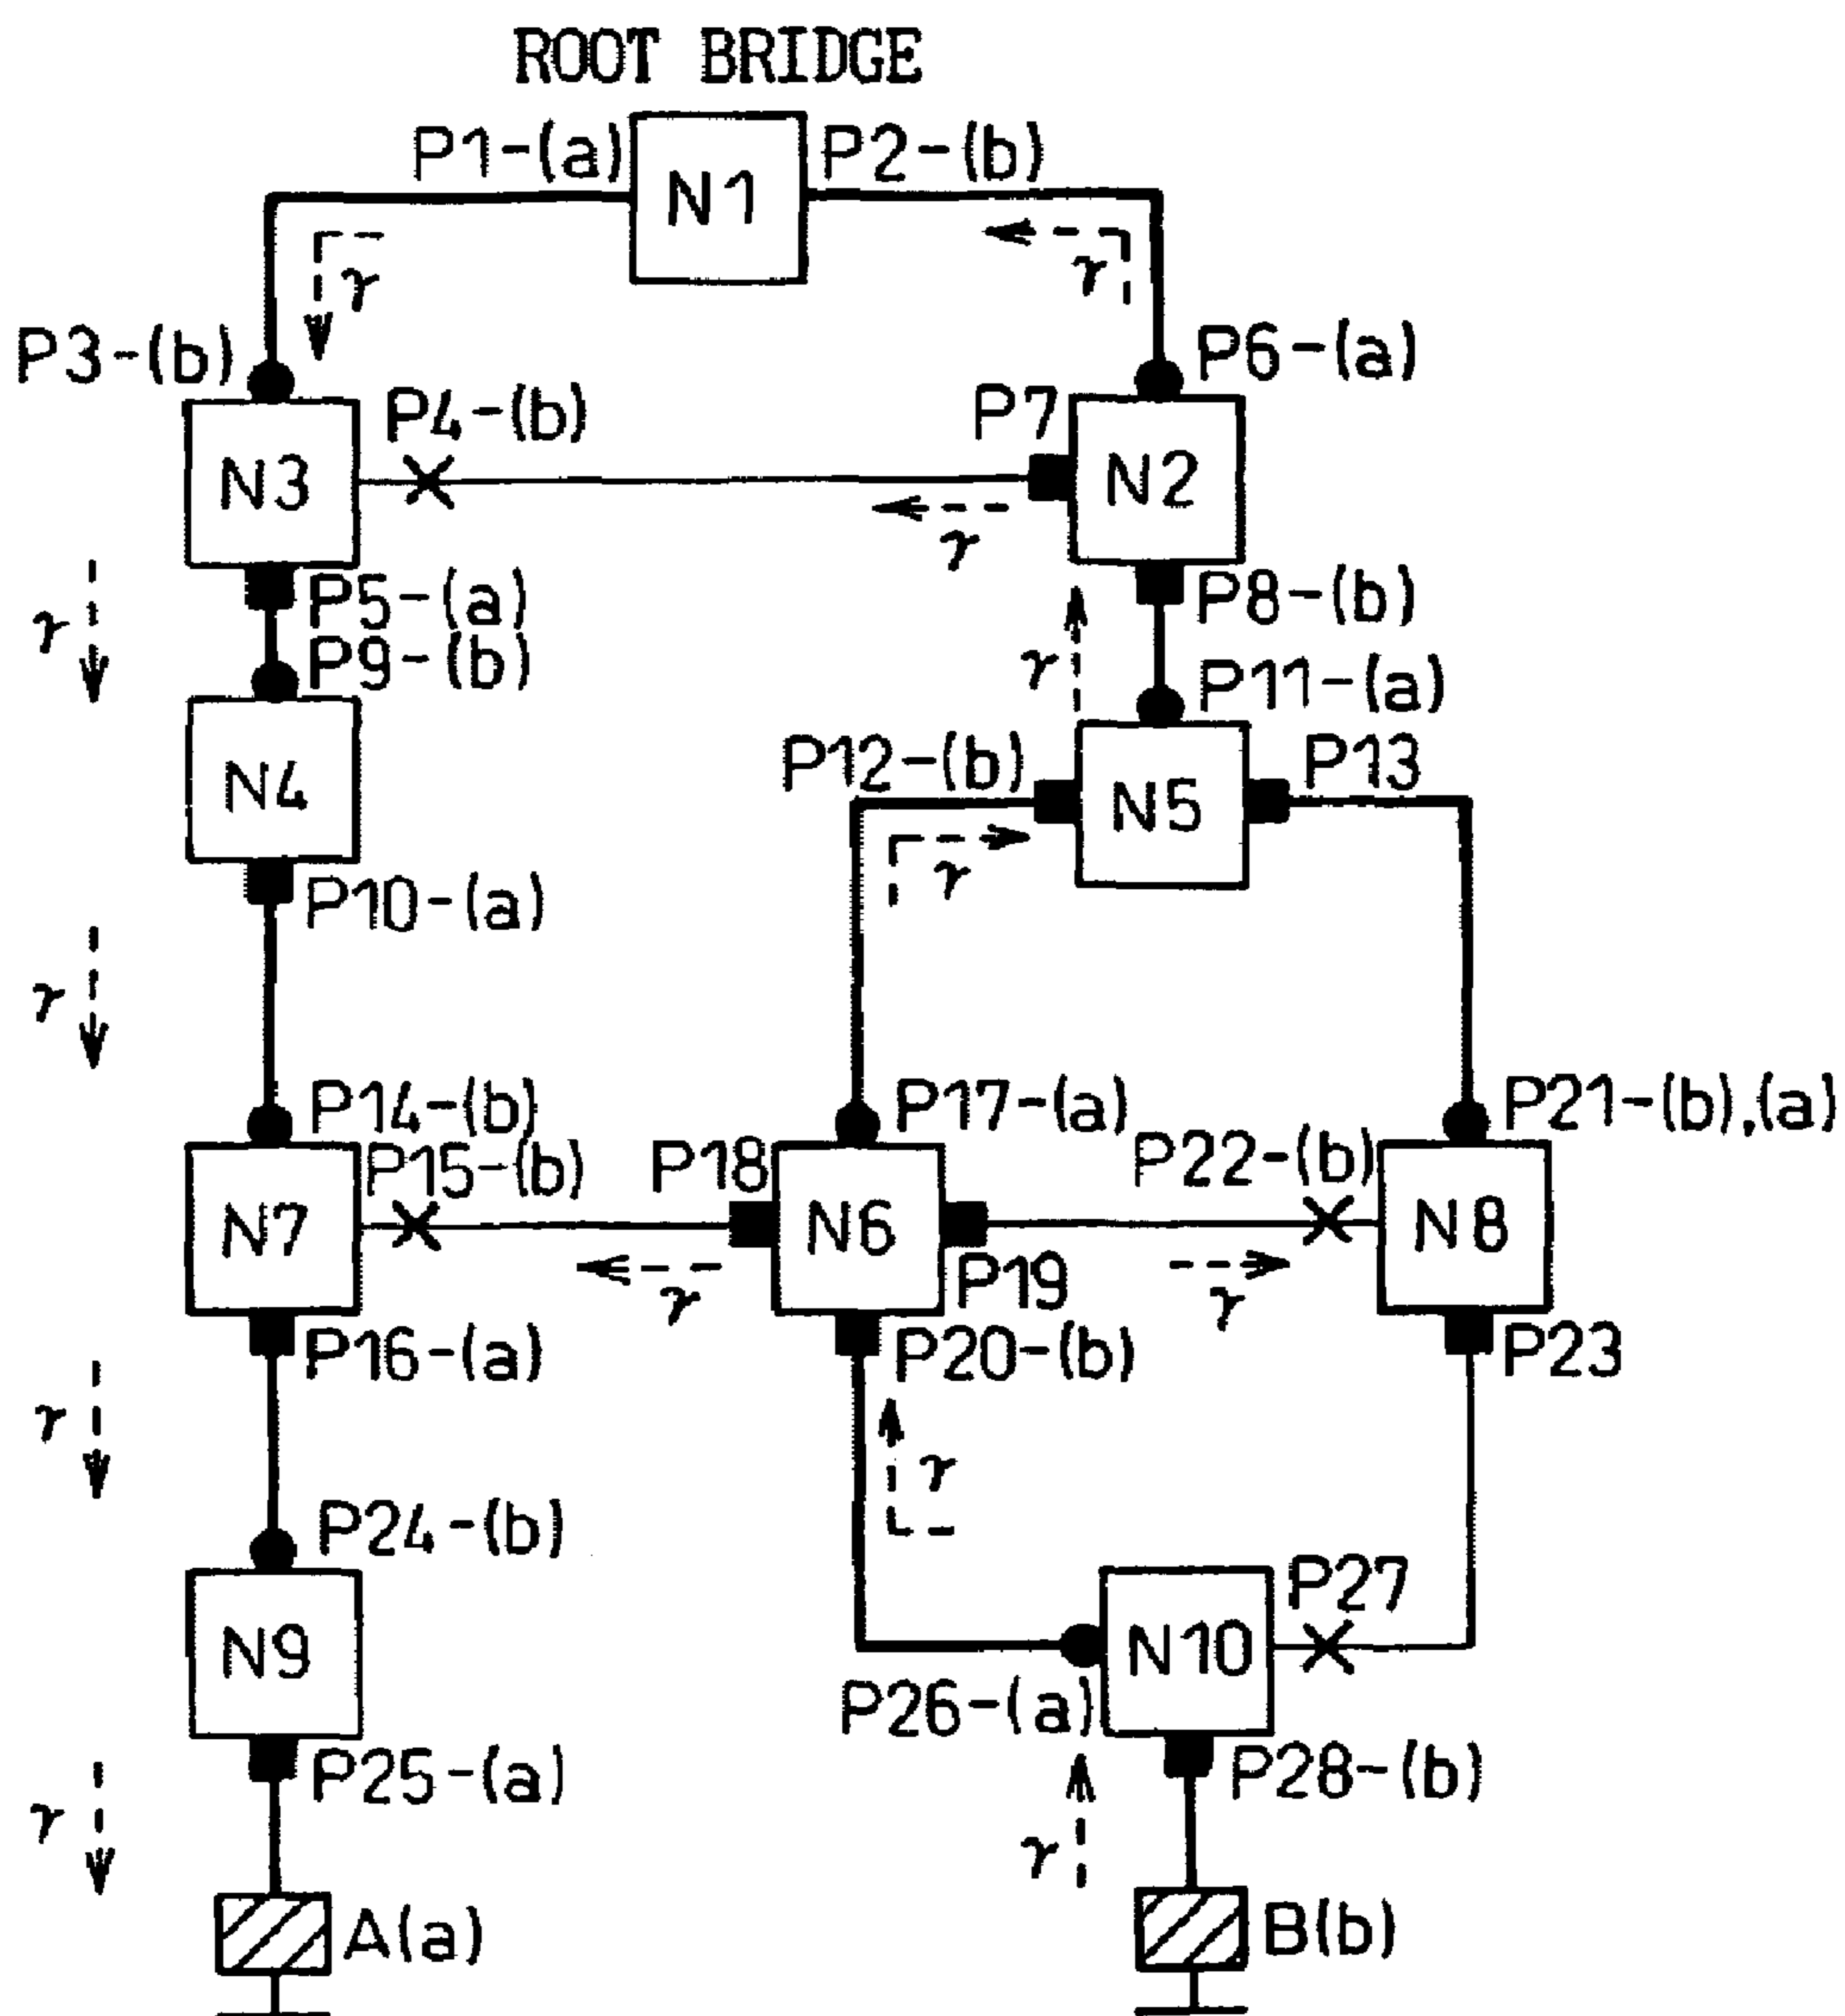 ROOT BRIDGE
P1-(a)
N1
P2-(b)
γ
γ
P3-(b)
P4-(b)
P7
P6-(a)
N3
N2
γ
P5-(a)
P8-(b)
γ
P9-(b)
γ
P11-(a)
N4
P12-(b)
N5
P13
γ
P10-(a)
γ
P14-(b)
P17-(a)
P21-(b),(a)
P15-(b)
P18
P22-(b)
N7
N6
N8
γ
P19
γ
P16-(a)
P20-(b)
P23
γ
γ
P24-(b)
P27
N9
N10
P26-(a)
P25-(a)
P28-(b)
γ
γ
A(a)
B(b)